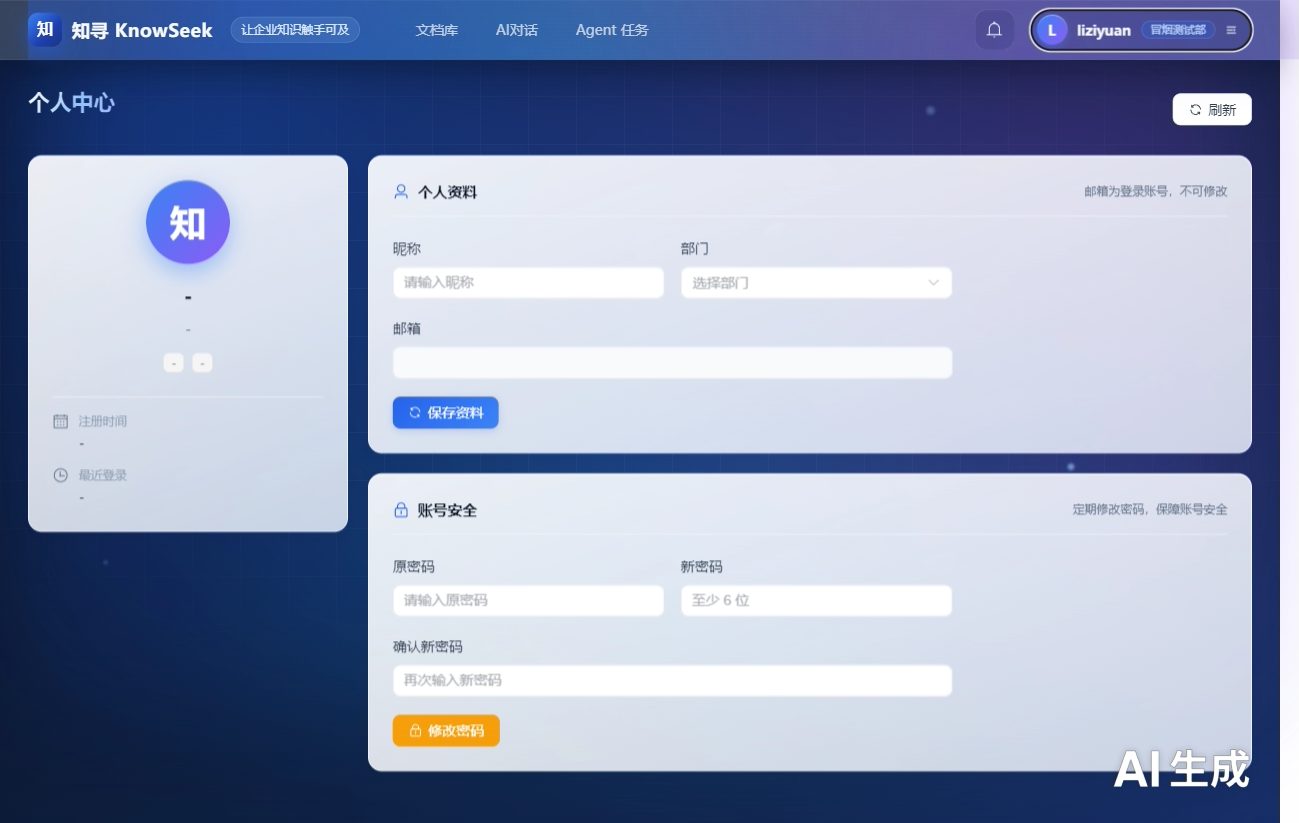 知 知寻 KnowSeek 让企业知识触手可及 文档库 AI对话 Agent 任务 L liziyuan 冒烟测试部
个人中心
刷新
知
-
-
- -
注册时间
-
最近登录
-
个人资料 邮箱为登录账号，不可修改
昵称 部门
请输入昵称 选择部门
邮箱
保存资料
账号安全 定期修改密码，保障账号安全
原密码 新密码
请输入原密码 至少 6 位
确认新密码
再次输入新密码
修改密码
AI 生成